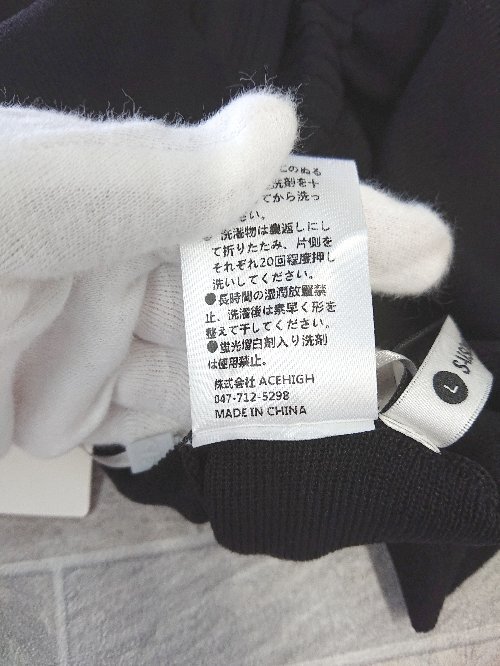 このぬる
洗剤を十
てから洗っ
さい。
● 洗濯物は裏返しにし
て折りたたみ、片側を
それぞれ20回程度押し
洗いしてください。
●長時間の湿潤放置禁
止、洗濯後は素早く形を
整えて干してください。
●蛍光増白剤入り洗剤
は使用禁止。
株式会社 ACEHIGH
047-712-5298
MADE IN CHINA
L